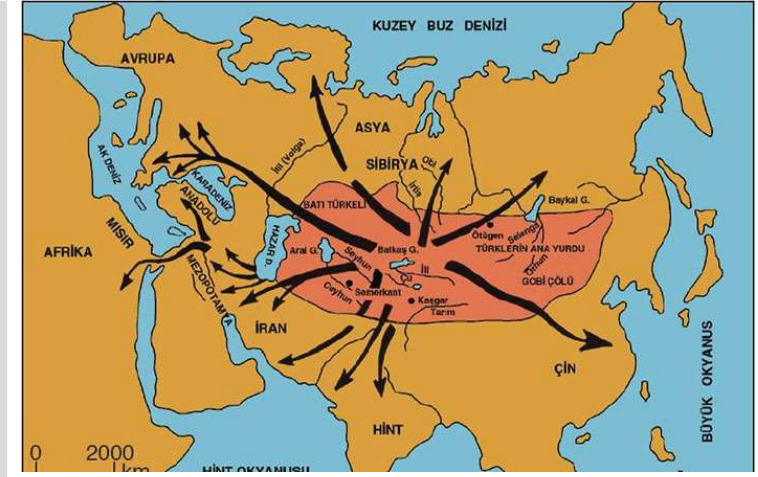 KUZEY BUZ DENİZİ
AVRUPA
ASYA
SİBİRYA
Obi
İrtiş
İtil (Volga)
AK DENİZ
KARADENİZ
ANADOLU
BATI TÜRKELİ
Baykal G.
MISIR
AFRİKA
HAZAR D.
Aral G.
Seyhun
Balkaş G.
Ötügen
Selenga
TÜRKLERİN ANA YURDU
Orhun
MEZOPOTAMYA
İli
Çu
GOBİ ÇÖLÜ
Ceyhun
Semerkant
Kaşgar
Tarım
İRAN
ÇİN
BÜYÜK OKYANUS
HİNT
0 2000
km
HİNT OKYANUSU